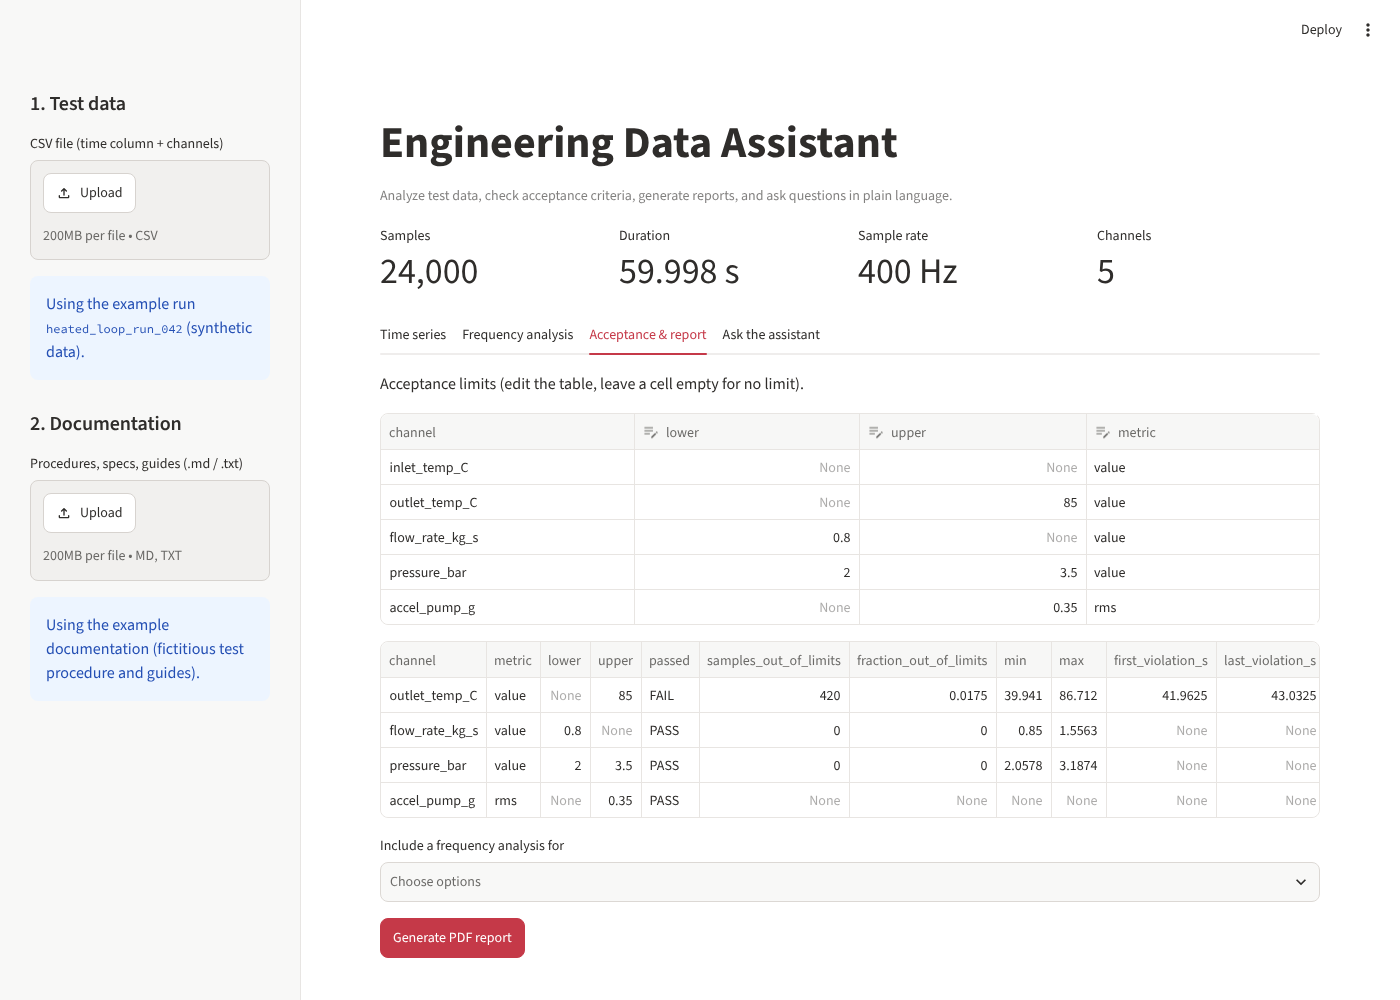 Deploy
1. Test data
CSV file (time column + channels)
Upload
200MB per file • CSV
Using the example run
heated_loop_run_042 (synthetic
data).
2. Documentation
Procedures, specs, guides (.md / .txt)
Upload
200MB per file • MD, TXT
Using the example
documentation (fictitious test
procedure and guides).
Engineering Data Assistant
Analyze test data, check acceptance criteria, generate reports, and ask questions in plain language.
Samples Duration Sample rate Channels
24,000 59.998 s 400 Hz 5
Time series Frequency analysis Acceptance & report Ask the assistant
Acceptance limits (edit the table, leave a cell empty for no limit).
channel lower upper metric
inlet_temp_C None None value
outlet_temp_C None 85 value
flow_rate_kg_s 0.8 None value
pressure_bar 2 3.5 value
accel_pump_g None 0.35 rms
channel metric lower upper passed samples_out_of_limits fraction_out_of_limits min max first_violation_s last_violation_s
outlet_temp_C value None 85 FAIL 420 0.0175 39.941 86.712 41.9625 43.0325
flow_rate_kg_s value 0.8 None PASS 0 0 0.85 1.5563 None None
pressure_bar value 2 3.5 PASS 0 0 2.0578 3.1874 None None
accel_pump_g rms None 0.35 PASS None None None None None None
Include a frequency analysis for
Choose options
Generate PDF report